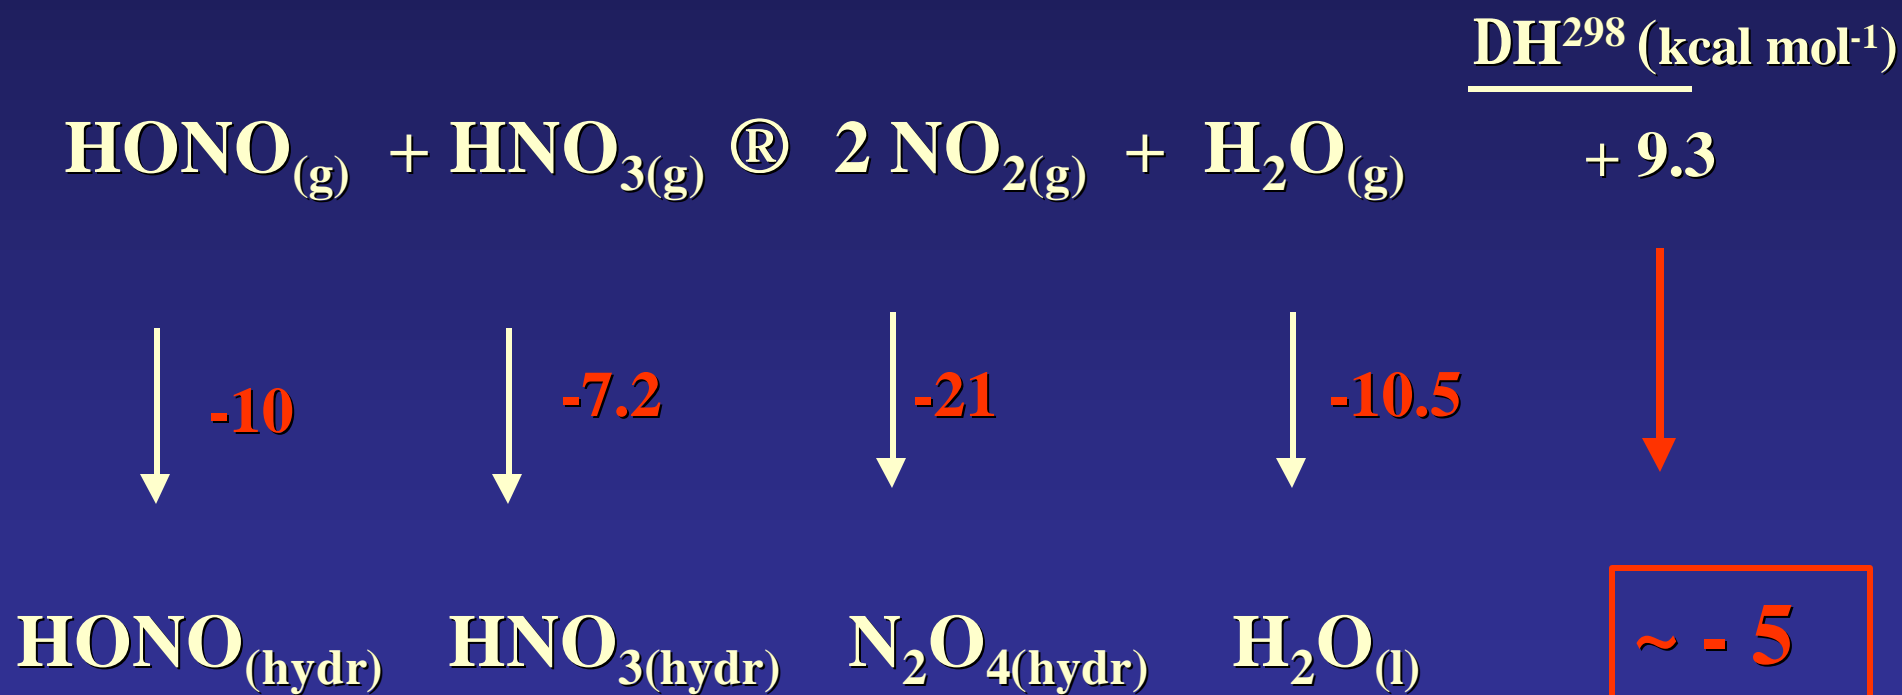 DH²⁹⁸ (kcal mol⁻¹)
HONO(g) + HNO₃(g) ® 2 NO₂(g) + H₂O(g) + 9.3
-10 -7.2 -21 -10.5
HONO(hydr) HNO₃(hydr) N₂O₄(hydr) H₂O(l) ~ - 5